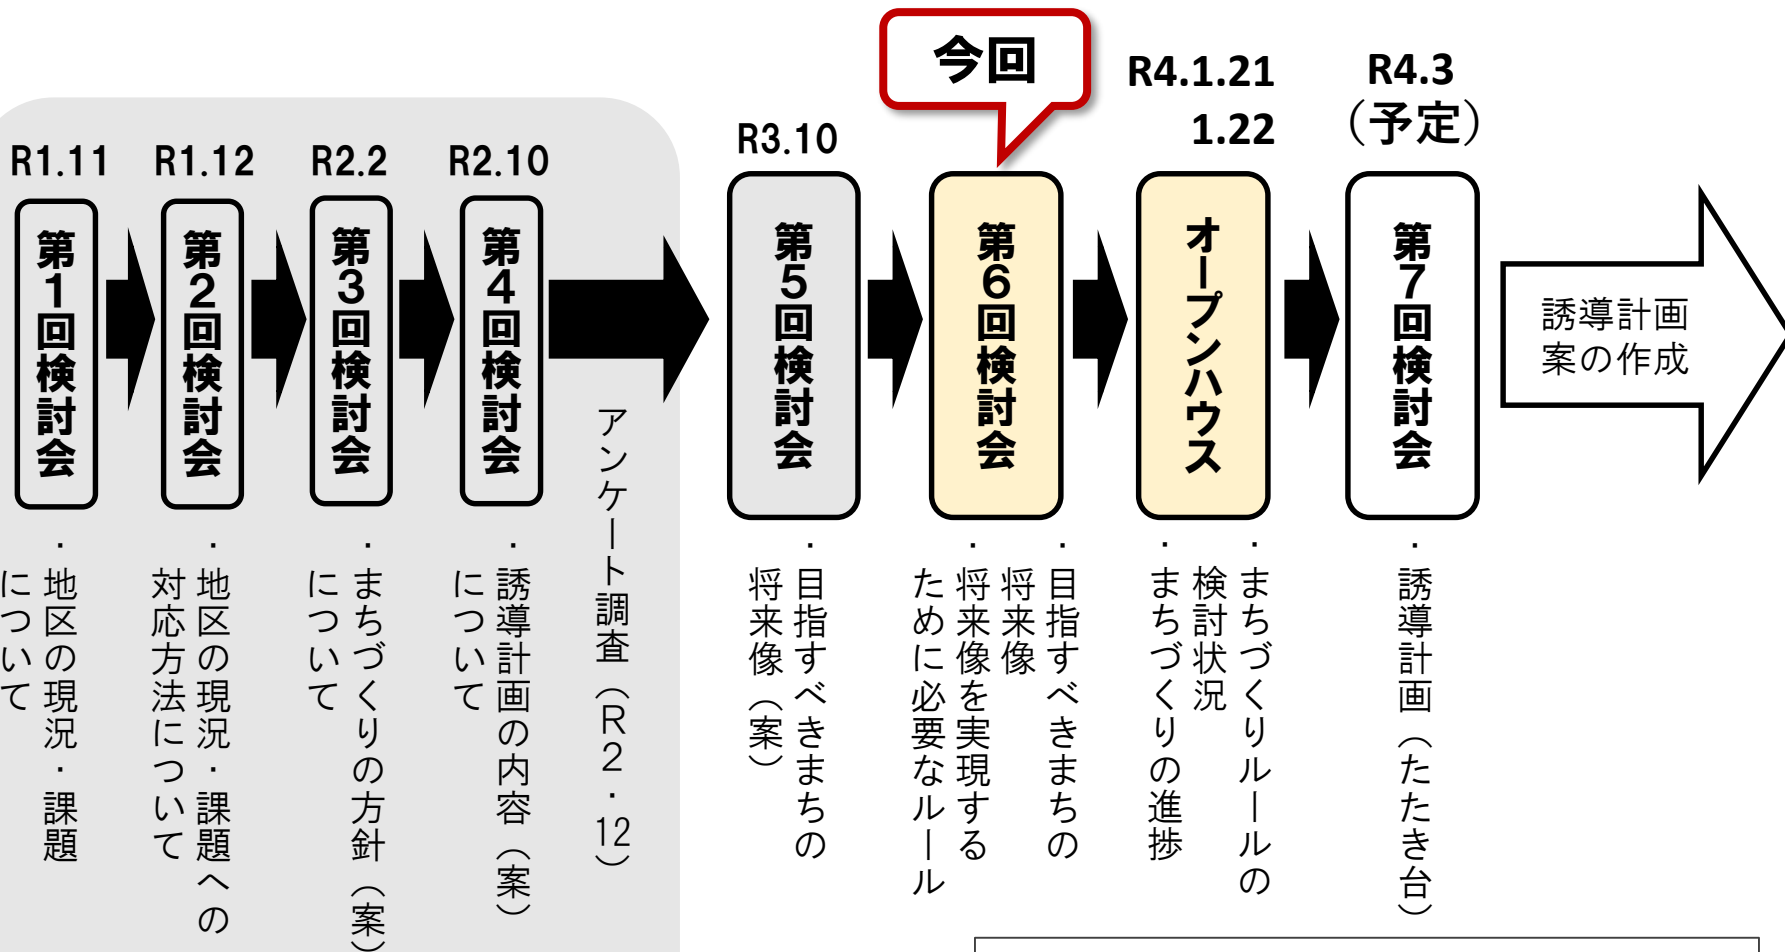 今回
R1.11
R1.12
R2.2
R2.10
R3.10
R4.1.21
1.22
R4.3
（予定）
第1回検討会
第2回検討会
第3回検討会
第4回検討会
第5回検討会
第6回検討会
オープンハウス
第7回検討会
誘導計画
案の作成
・地区の現況・課題
について
・地区の現況・課題への
対応方法について
・まちづくりの方針（案）
について
・誘導計画の内容（案）
について
アンケート調査（R2・12）
・目指すべきまちの
将来像（案）
・目指すべきまちの
将来像
・将来像を実現する
ために必要なルール
・まちづくりルールの
検討状況
・まちづくりの進捗
・誘導計画（たたき台）